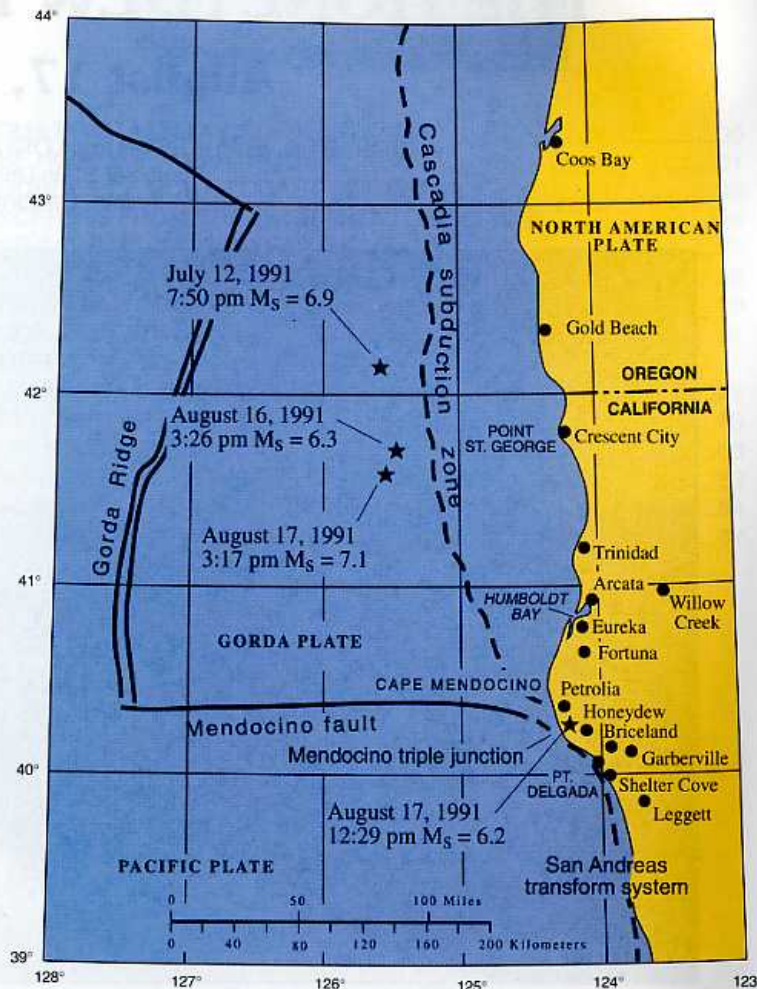 44°
Cascadia subduction zone
Coos Bay
43°
NORTH AMERICAN
PLATE
July 12, 1991
7:50 pm MS = 6.9
Gold Beach
42°
OREGON
CALIFORNIA
August 16, 1991
3:26 pm MS = 6.3
POINT
ST. GEORGE
Crescent City
Gorda Ridge
August 17, 1991
3:17 pm MS = 7.1
Trinidad
41°
Arcata
HUMBOLDT
BAY
Willow
Creek
Eureka
GORDA PLATE
Fortuna
CAPE MENDOCINO
Petrolia
Mendocino fault
Honeydew
Briceland
Mendocino triple junction
Garberville
40°
PT.
DELGADA
Shelter Cove
August 17, 1991
12:29 pm MS = 6.2
Leggett
PACIFIC PLATE
San Andreas
transform system
0 50 100 Miles
0 40 80 120 160 200 Kilometers
39°
128° 127° 126° 125° 124° 123